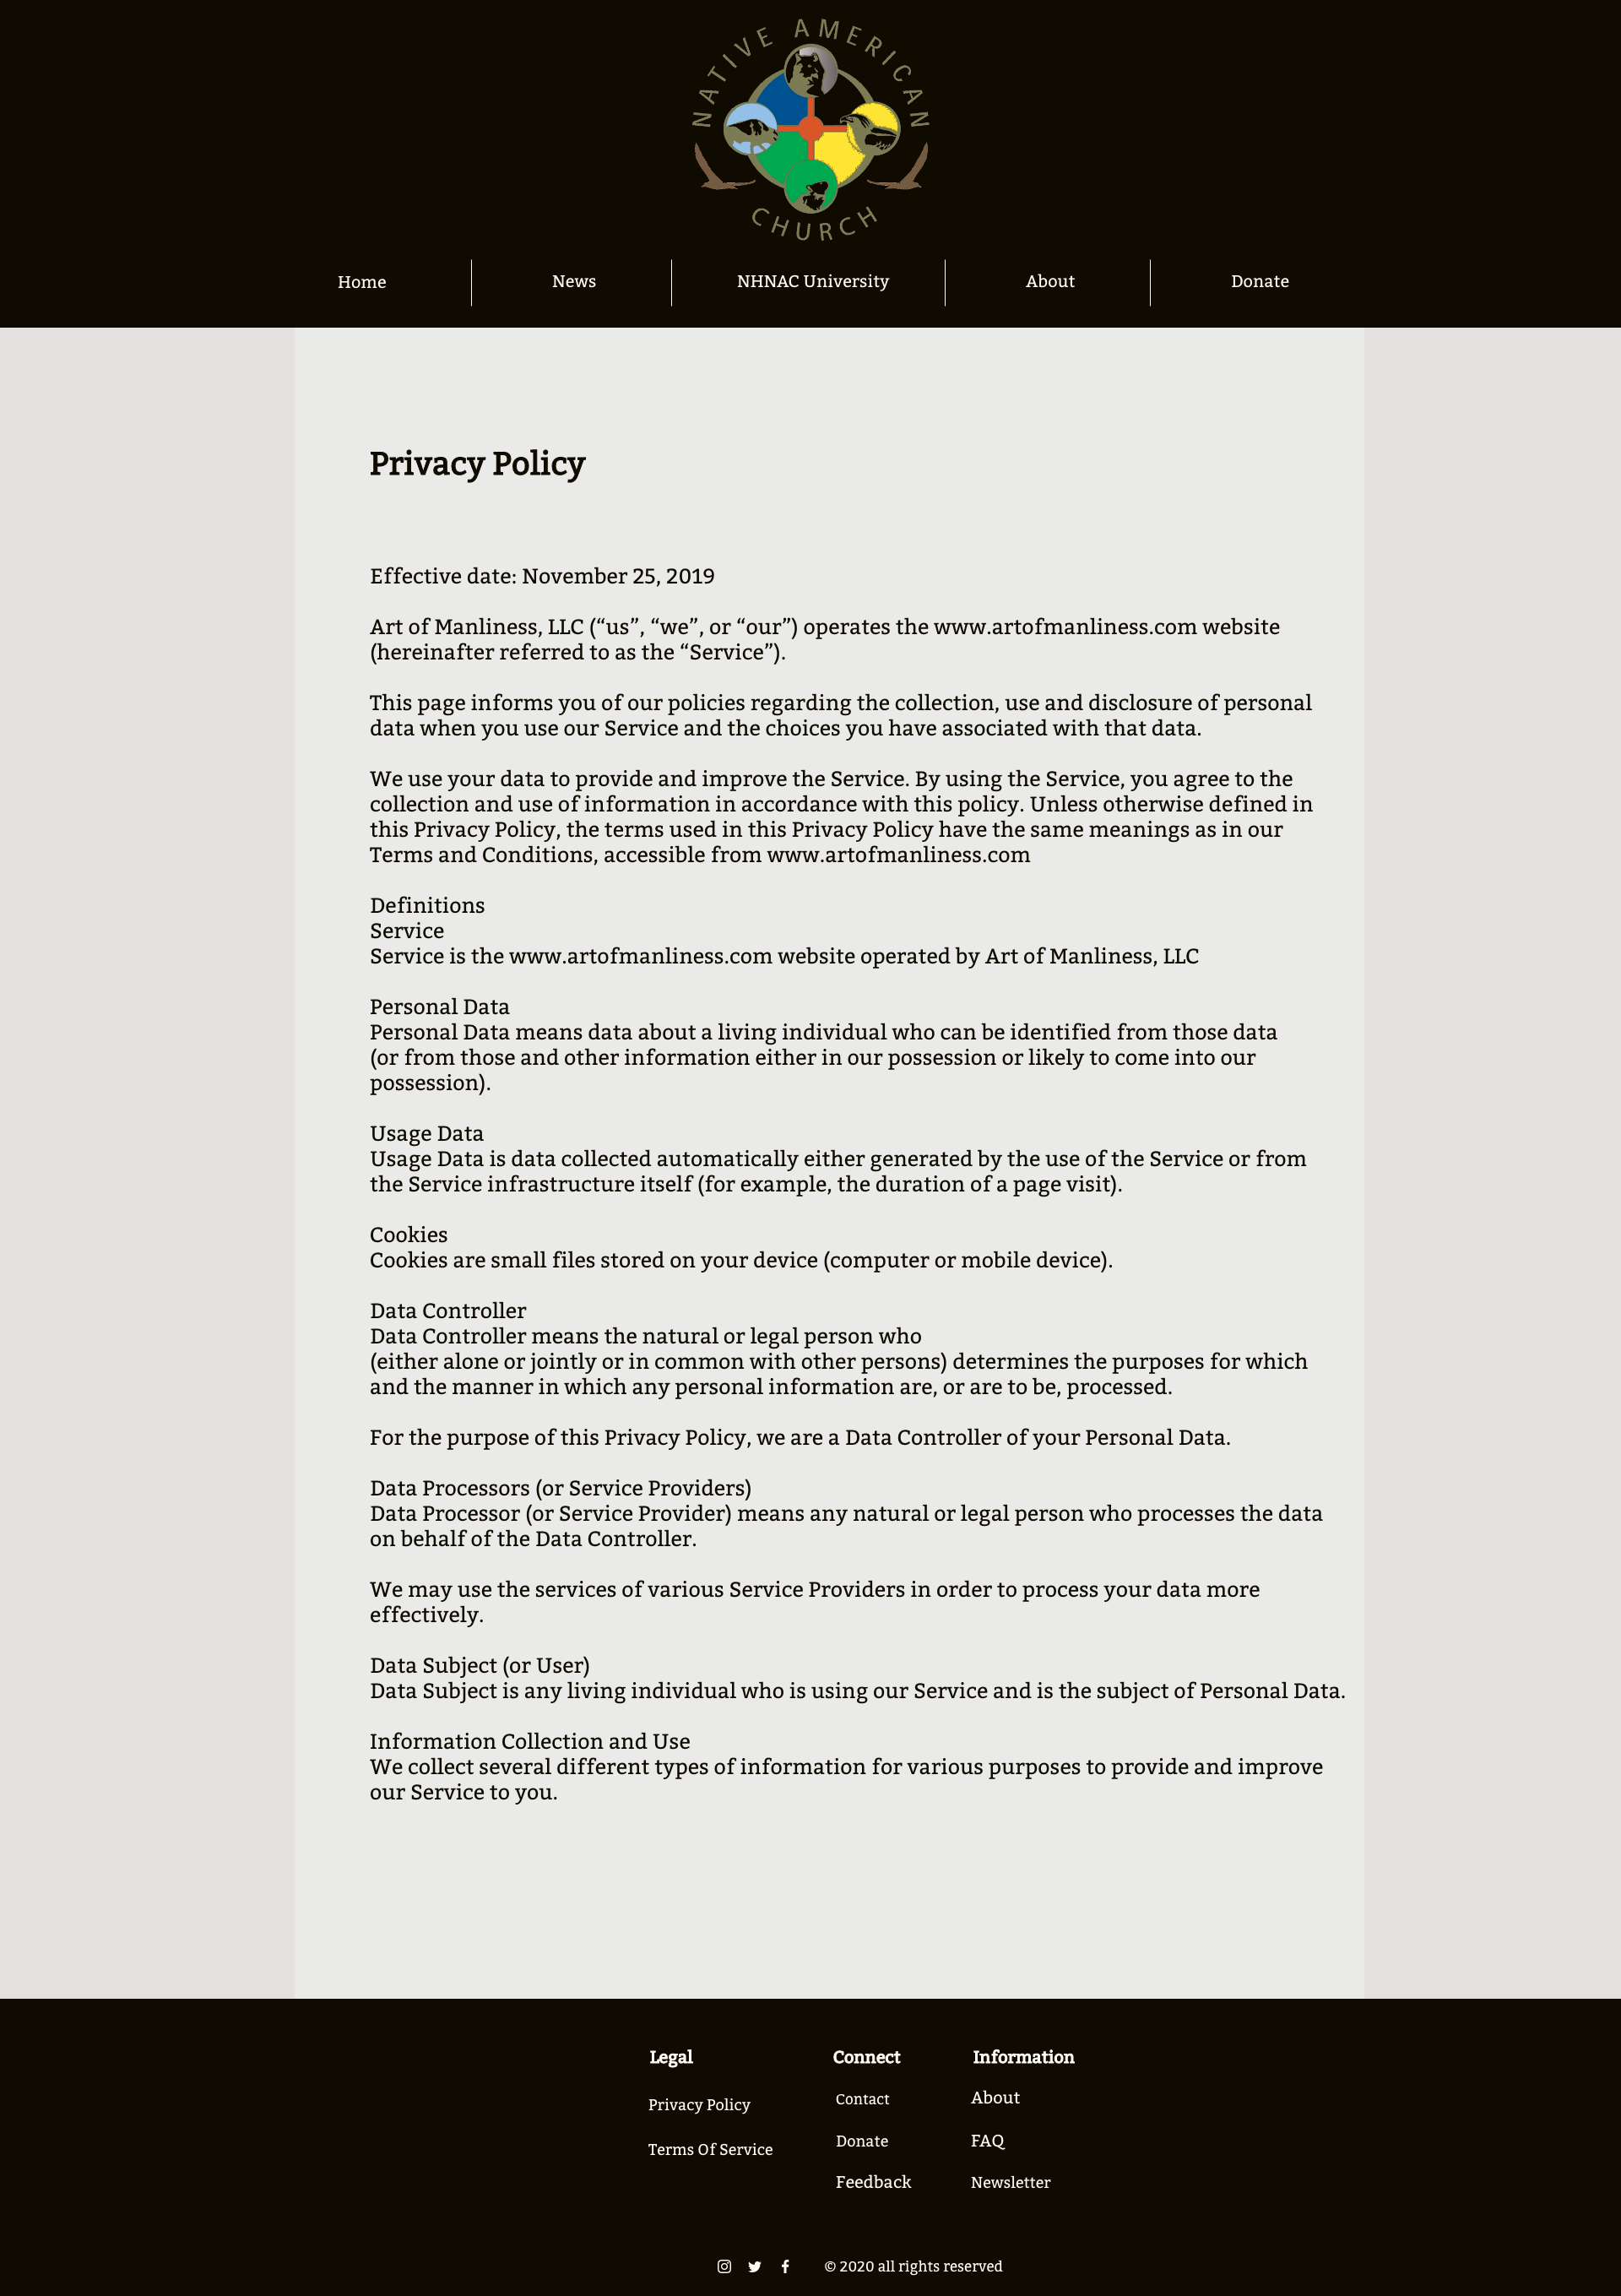 NATIVE AMERICAN
CHURCH
Home
News
NHNAC University
About
Donate
Privacy Policy
Effective date: November 25, 2019
Art of Manliness, LLC (“us”, “we”, or “our”) operates the www.artofmanliness.com website
(hereinafter referred to as the “Service”).
This page informs you of our policies regarding the collection, use and disclosure of personal
data when you use our Service and the choices you have associated with that data.
We use your data to provide and improve the Service. By using the Service, you agree to the
collection and use of information in accordance with this policy. Unless otherwise defined in
this Privacy Policy, the terms used in this Privacy Policy have the same meanings as in our
Terms and Conditions, accessible from www.artofmanliness.com
Definitions
Service
Service is the www.artofmanliness.com website operated by Art of Manliness, LLC
Personal Data
Personal Data means data about a living individual who can be identified from those data
(or from those and other information either in our possession or likely to come into our
possession).
Usage Data
Usage Data is data collected automatically either generated by the use of the Service or from
the Service infrastructure itself (for example, the duration of a page visit).
Cookies
Cookies are small files stored on your device (computer or mobile device).
Data Controller
Data Controller means the natural or legal person who
(either alone or jointly or in common with other persons) determines the purposes for which
and the manner in which any personal information are, or are to be, processed.
For the purpose of this Privacy Policy, we are a Data Controller of your Personal Data.
Data Processors (or Service Providers)
Data Processor (or Service Provider) means any natural or legal person who processes the data
on behalf of the Data Controller.
We may use the services of various Service Providers in order to process your data more
effectively.
Data Subject (or User)
Data Subject is any living individual who is using our Service and is the subject of Personal Data.
Information Collection and Use
We collect several different types of information for various purposes to provide and improve
our Service to you.
Legal
Privacy Policy
Terms Of Service
Connect
Contact
Donate
Feedback
Information
About
FAQ
Newsletter
© 2020 all rights reserved